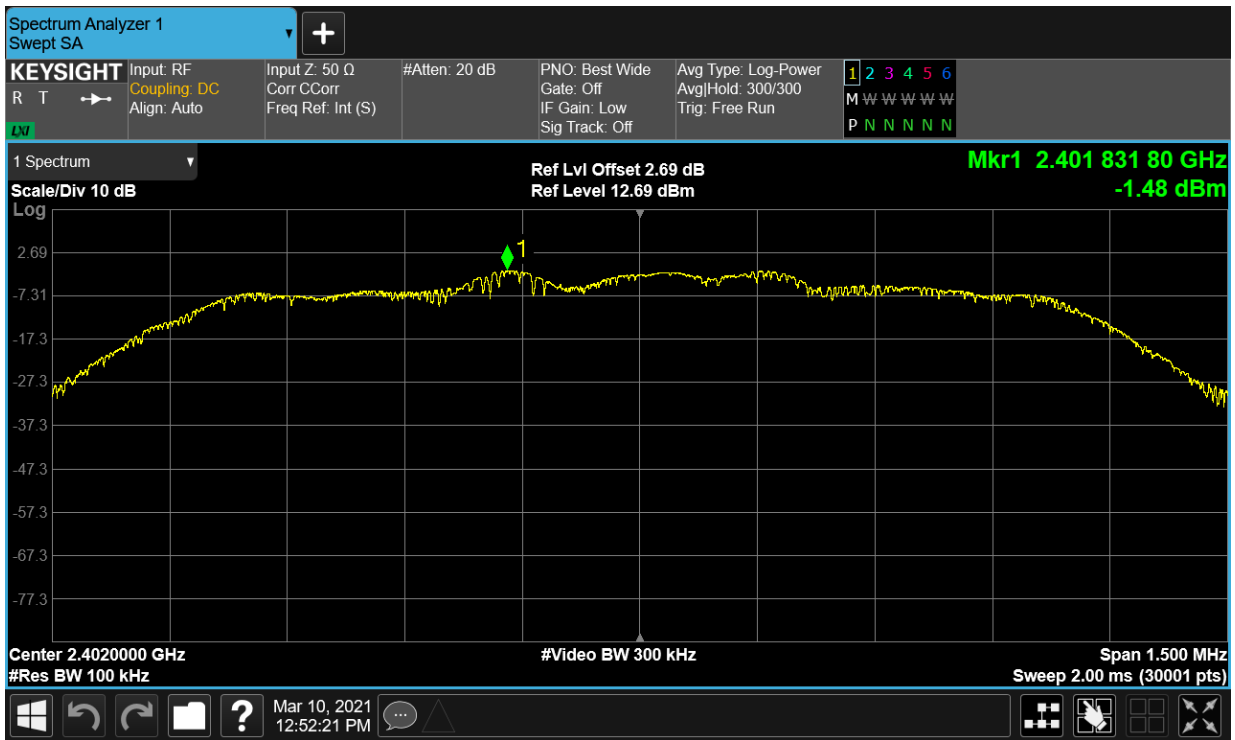 Spectrum Analyzer 1
Swept SA
+
KEYSIGHT
R T
LXI
Input: RF
Coupling: DC
Align: Auto
Input Z: 50 Ω
Corr CCorr
Freq Ref: Int (S)
#Atten: 20 dB
PNO: Best Wide
Gate: Off
IF Gain: Low
Sig Track: Off
Avg Type: Log-Power
Avg|Hold: 300/300
Trig: Free Run
1 2 3 4 5 6
M W W W W W
P N N N N N
1 Spectrum
Scale/Div 10 dB
Log
Ref Lvl Offset 2.69 dB
Ref Level 12.69 dBm
Mkr1 2.401 831 80 GHz
-1.48 dBm
1
2.69
-7.31
-17.3
-27.3
-37.3
-47.3
-57.3
-67.3
-77.3
Center 2.4020000 GHz
#Res BW 100 kHz
#Video BW 300 kHz
Span 1.500 MHz
Sweep 2.00 ms (30001 pts)
?
Mar 10, 2021
12:52:21 PM